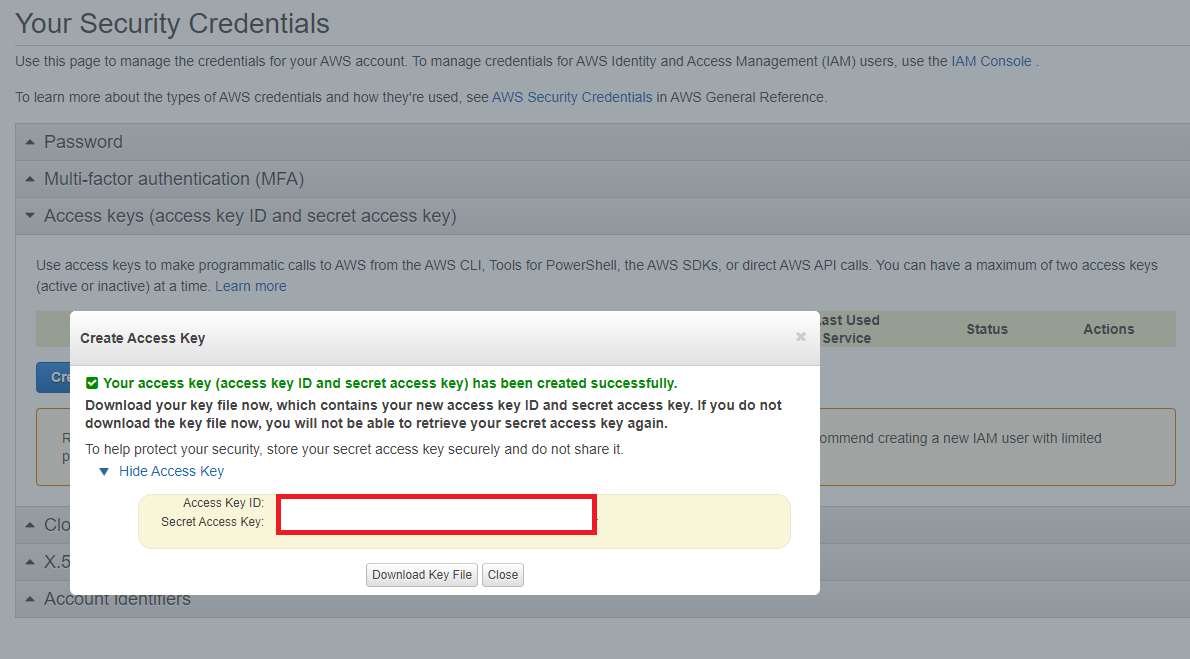 Your Security Credentials
Use this page to manage the credentials for your AWS account. To manage credentials for AWS Identity and Access Management (IAM) users, use the IAM Console .
To learn more about the types of AWS credentials and how they're used, see AWS Security Credentials in AWS General Reference.
Password
Multi-factor authentication (MFA)
Access keys (access key ID and secret access key)
Use access keys to make programmatic calls to AWS from the AWS CLI, Tools for PowerShell, the AWS SDKs, or direct AWS API calls. You can have a maximum of two access keys
(active or inactive) at a time. Learn more
Last Used
Service
Status
Actions
Create Access Key
Your access key (access key ID and secret access key) has been created successfully.
Download your key file now, which contains your new access key ID and secret access key. If you do not
download the key file now, you will not be able to retrieve your secret access key again.
ommend creating a new IAM user with limited
To help protect your security, store your secret access key securely and do not share it.
Hide Access Key
Access Key ID:
Secret Access Key:
Download Key File
Close
Clo
X.5
Account Identifiers